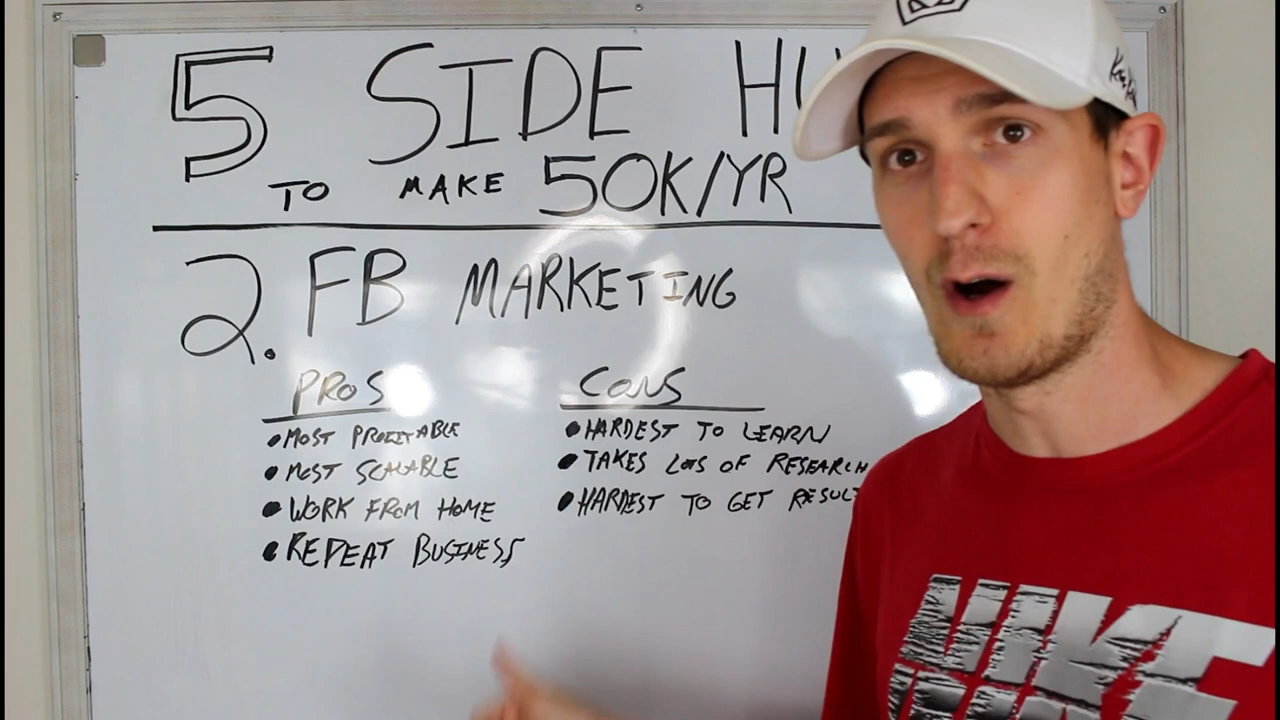 5 SIDE HU
TO MAKE 50K/YR
2. FB MARKETING
PROS
• MOST PROFITABLE
• MOST SCALABLE
• WORK FROM HOME
• REPEAT BUSINESS
CONS
• HARDEST TO LEARN
• TAKES LOTS OF RESEARCH
• HARDEST TO GET RESULT
NIKE